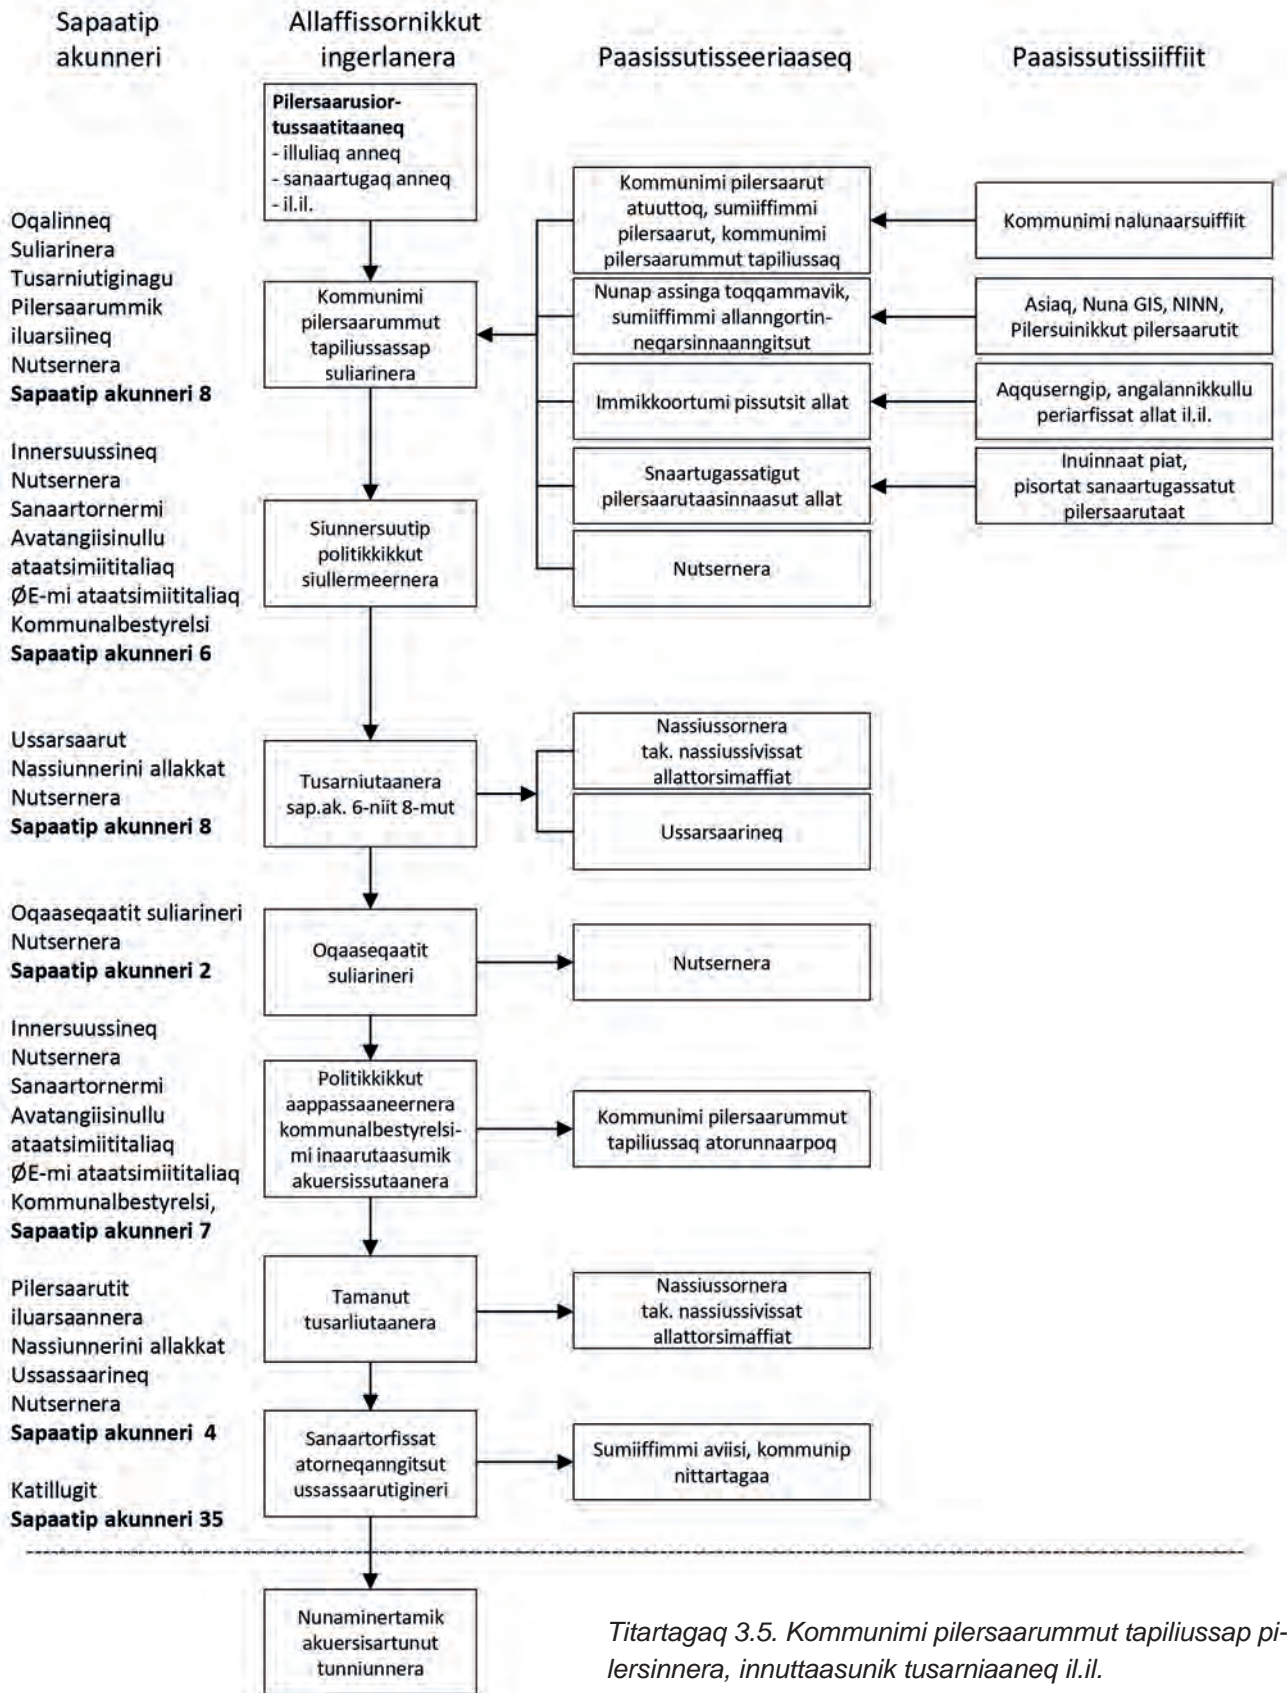 Sapaatip
akunneri
Allaffissornikkut
ingerlanera
Paasissutisseeriaaseq
Paasissutissiiffiit
Pilersaarusior-
tussaatitaaneq
- illuliaq anneq
- sanaartugaq anneq
- il.il.
Oqalinneq
Suliarinera
Tusarniutiginagu
Pilersaarummik
iluarsiineq
Nutsernera
Sapaatip akunneri 8
Kommunimi
pilersaarummut
tapiliussassap
suliarinera
Kommunimi pilersaarut
atuuttoq, sumiiffimmi
pilersaarut, kommunimi
pilersaarummut tapiliussaq
Kommunimi nalunaarsuiffiit
Nunap assinga toqqammavik,
sumiiffimmi allanngortin-
neqarsinnaanngitsut
Asiaq, Nuna GIS, NINN,
Pilersuinikkut pilersaarutit
Immikkoortumi pissutsit allat
Aqquserngip, angalannikkullu
periarfissat allat il.il.
Snaartugassatigut
pilersaarutaasinnaasut allat
Inuinnaat piat,
pisortat sanaartugassatut
pilersaarutaat
Nutsernera
Innersuussineq
Nutsernera
Sanaartornermi
Avatangiisinullu
ataatsimiititaliaq
ØE-mi ataatsimiititaliaq
Kommunalbestyrelsi
Sapaatip akunneri 6
Siunnersuutip
politikkikkut
siullermeernera
Ussarsaarut
Nassiunnerini allakkat
Nutsernera
Sapaatip akunneri 8
Tusarniutaanera
sap.ak. 6-niit 8-mut
Nassiussornera
tak. nassiussivissat
allattorsimaffiat
Ussarsaarineq
Oqaaseqaatit suliarineri
Nutsernera
Sapaatip akunneri 2
Oqaaseqaatit
suliarineri
Nutsernera
Innersuussineq
Nutsernera
Sanaartornermi
Avatangiisinullu
ataatsimiititaliaq
ØE-mi ataatsimiititaliaq
Kommunalbestyrelsi,
Sapaatip akunneri 7
Politikkikkut
aappassaaneernera
kommunalbestyrelsi-
mi inaarutaasumik
akuersissutaanera
Kommunimi pilersaarummut
tapiliussaq atorunnaarpoq
Pilersaarutit
iluarsaannera
Nassiunnerini allakkat
Ussassaarineq
Nutsernera
Sapaatip akunneri  4
Tamanut
tusarliutaanera
Nassiussornera
tak. nassiussivissat
allattorsimaffiat
Sanaartorfissat
atorneqanngitsut
ussassaarutigineri
Sumiiffimmi aviisi, kommunip
nittartagaa
Katillugit
Sapaatip akunneri 35
Nunaminertamik
akuersisartunut
tunniunnera
Titartagaq 3.5. Kommunimi pilersaarummut tapiliussap pi-
lersinnera, innuttaasunik tusarniaaneq il.il.